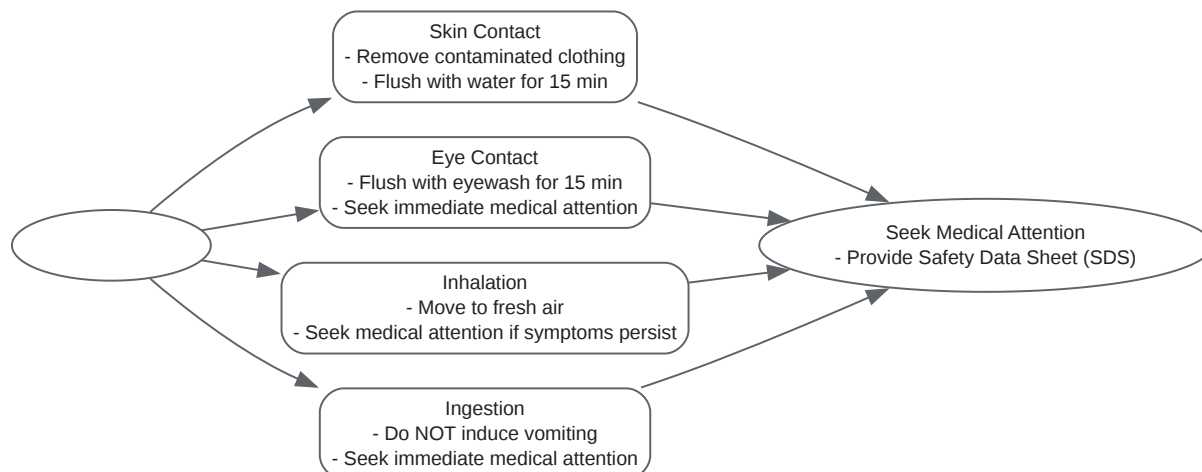 Skin Contact
- Remove contaminated clothing
- Flush with water for 15 min
Eye Contact
- Flush with eyewash for 15 min
- Seek immediate medical attention
Inhalation
- Move to fresh air
- Seek medical attention if symptoms persist
Ingestion
- Do NOT induce vomiting
- Seek immediate medical attention
Seek Medical Attention
- Provide Safety Data Sheet (SDS)